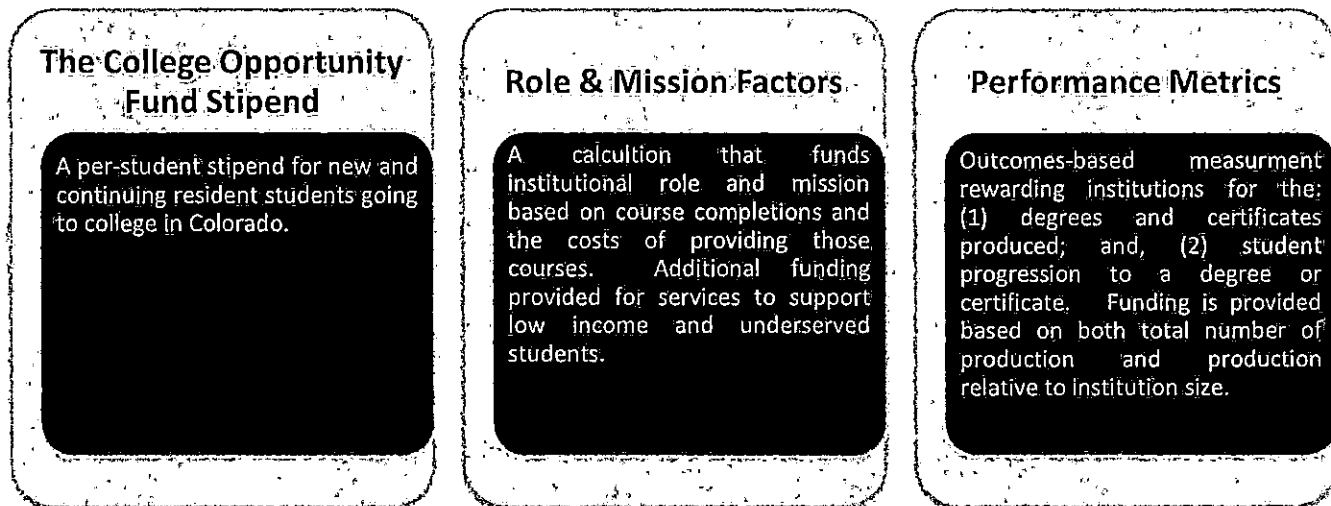 The College Opportunity
Fund Stipend
A per-student stipend for new and
continuing resident students going
to college in Colorado.
Role & Mission Factors
A calcultion that funds
institutional role and mission
based on course completions and
the costs of providing those
courses. Additional funding
provided for services to support
low income and underserved
students.
Performance Metrics
Outcomes-based measurment
rewarding institutions for the:
(1) degrees and certificates
produced; and, (2) student
progression to a degree or
certificate. Funding is provided
based on both total number of
production and production
relative to institution size.